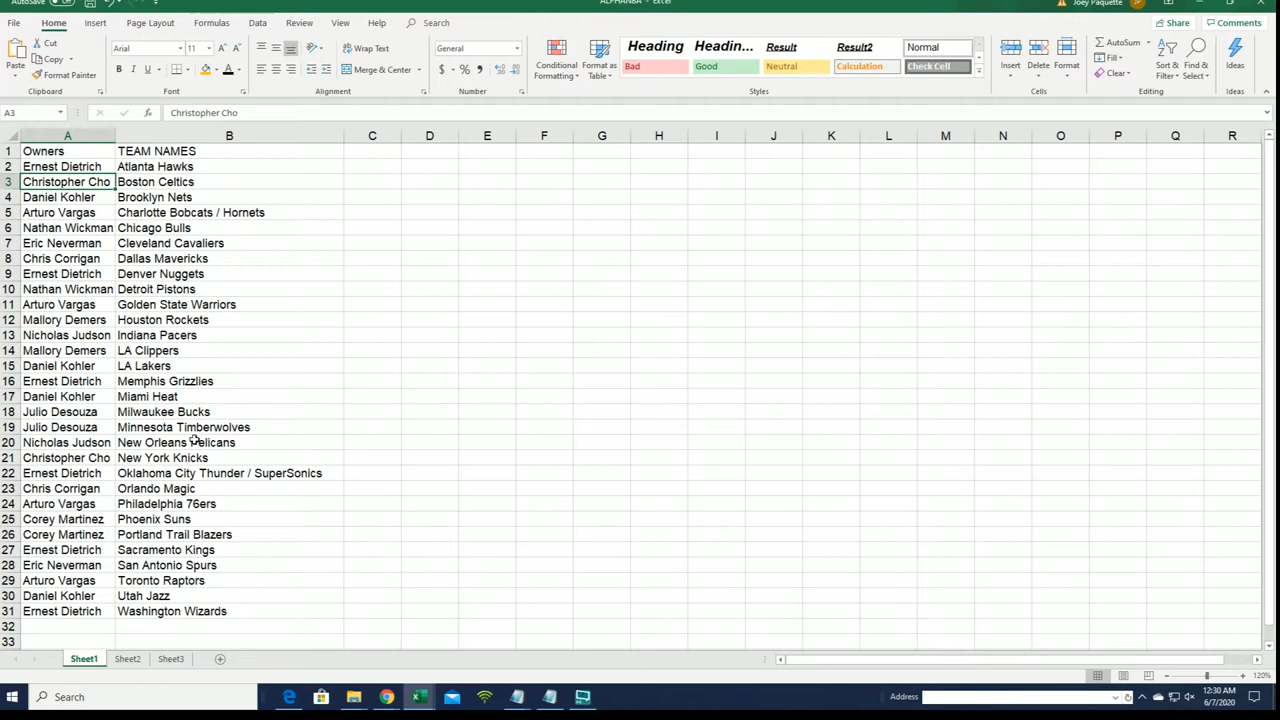 AutoSave Off
ALPHANBA - Excel
Joey Paquette JP
File Home Insert Page Layout Formulas Data Review View Help Search Share Comments
Paste Cut Copy Format Painter Clipboard
Arial 11 A A B I U A Font
Wrap Text Merge & Center Alignment
General $ % , Number
Conditional Formatting Format as Table
Heading Headin... Result Result2 Normal
Bad Good Neutral Calculation Check Cell
Styles
Insert Delete Format Cells
AutoSum Fill Clear Sort & Filter Find & Select Editing
Ideas Ideas
A3 fx Christopher Cho
A B C D E F G H I J K L M N O P Q R
1 Owners TEAM NAMES
2 Ernest Dietrich Atlanta Hawks
3 Christopher Cho Boston Celtics
4 Daniel Kohler Brooklyn Nets
5 Arturo Vargas Charlotte Bobcats / Hornets
6 Nathan Wickman Chicago Bulls
7 Eric Neverman Cleveland Cavaliers
8 Chris Corrigan Dallas Mavericks
9 Ernest Dietrich Denver Nuggets
10 Nathan Wickman Detroit Pistons
11 Arturo Vargas Golden State Warriors
12 Mallory Demers Houston Rockets
13 Nicholas Judson Indiana Pacers
14 Mallory Demers LA Clippers
15 Daniel Kohler LA Lakers
16 Ernest Dietrich Memphis Grizzlies
17 Daniel Kohler Miami Heat
18 Julio Desouza Milwaukee Bucks
19 Julio Desouza Minnesota Timberwolves
20 Nicholas Judson New Orleans Pelicans
21 Christopher Cho New York Knicks
22 Ernest Dietrich Oklahoma City Thunder / SuperSonics
23 Chris Corrigan Orlando Magic
24 Arturo Vargas Philadelphia 76ers
25 Corey Martinez Phoenix Suns
26 Corey Martinez Portland Trail Blazers
27 Ernest Dietrich Sacramento Kings
28 Eric Neverman San Antonio Spurs
29 Arturo Vargas Toronto Raptors
30 Daniel Kohler Utah Jazz
31 Ernest Dietrich Washington Wizards
32
33
Sheet1 Sheet2 Sheet3
120%
Search Address 12:30 AM
6/7/2020